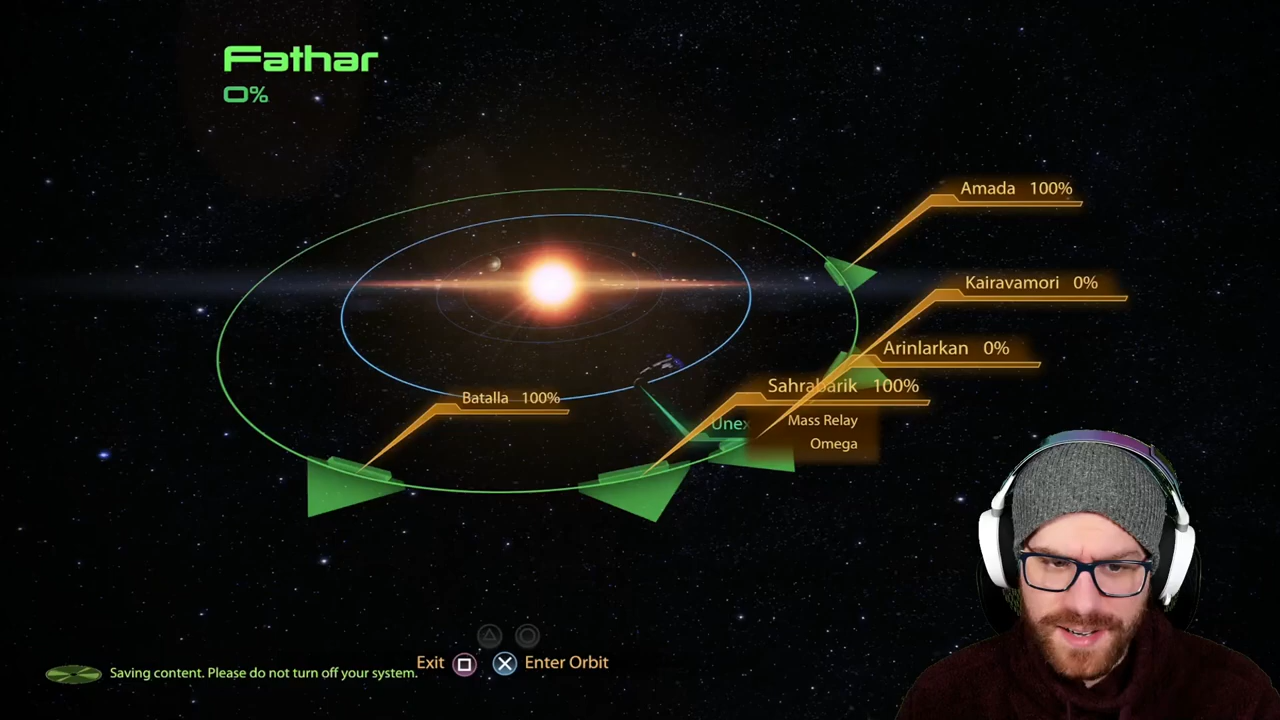 Fathar
0%
Amada 100%
Kairavamori 0%
Arinlarkan 0%
Sahrabarik 100%
Batalla 100%
Mass Relay
Omega
Exit
Enter Orbit
Saving content. Please do not turn off your system.